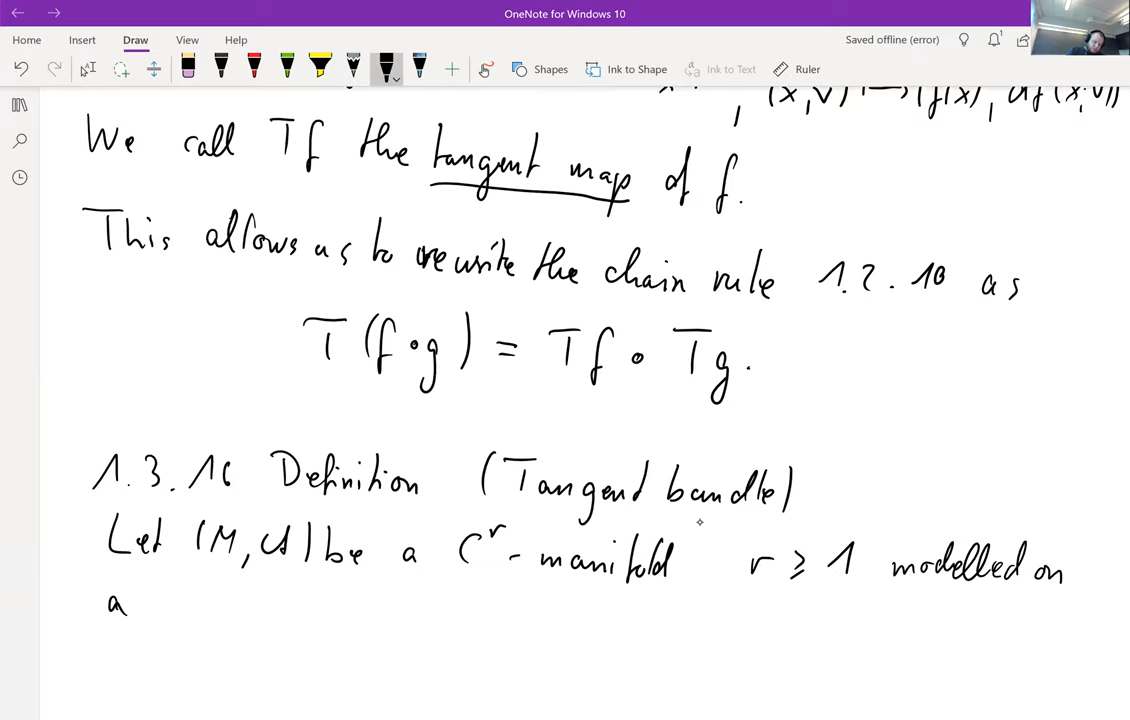 OneNote for Windows 10
Home Insert Draw View Help
Saved offline (error)
1
Shapes Ink to Shape Ink to Text Ruler
, (x,v) ⟼ (f(x), df(x;v))
We call Tf the tangent map of f.
This allows us to rewrite the chain rule 1.2.10 as
T(f∘g) = Tf ∘ Tg.
1.3.16 Definition (Tangent bundle)
Let (M, A) be a C^r-manifold r ≥ 1 modelled on
a